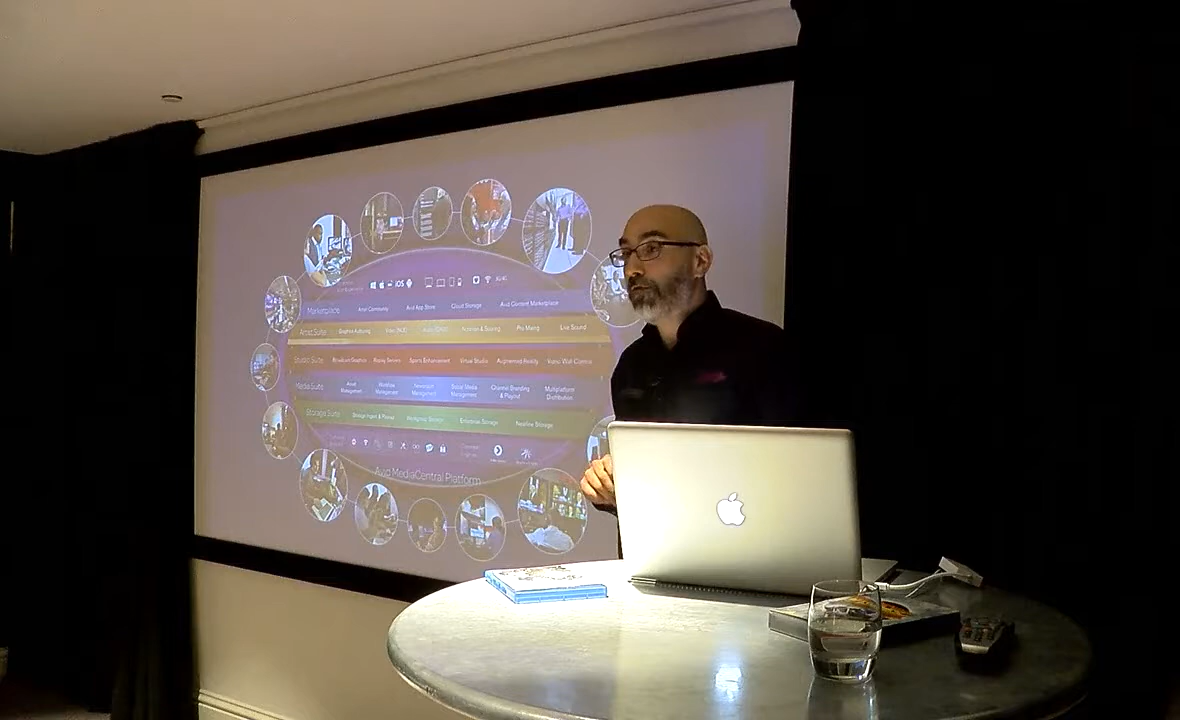 iOS
Marketplace Avid Community Avid App Store Cloud Storage Avid Content Marketplace
Artist Suite Graphics Authoring Video (NLE) Audio (DAW) Notation & Scoring Pro Mixing Live Sound
Studio Suite Broadcast Graphics Replay Servers Sports Enhancement Virtual Studio Augmented Reality Video Wall Control
Media Suite Asset Management Workflow Management Newsroom Management Social Media Management Channel Branding & Playout Multiplatform Distribution
Storage Suite Storage Ingest & Playout Workgroup Storage Enterprise Storage Nearline Storage
Avid MediaCentral Platform